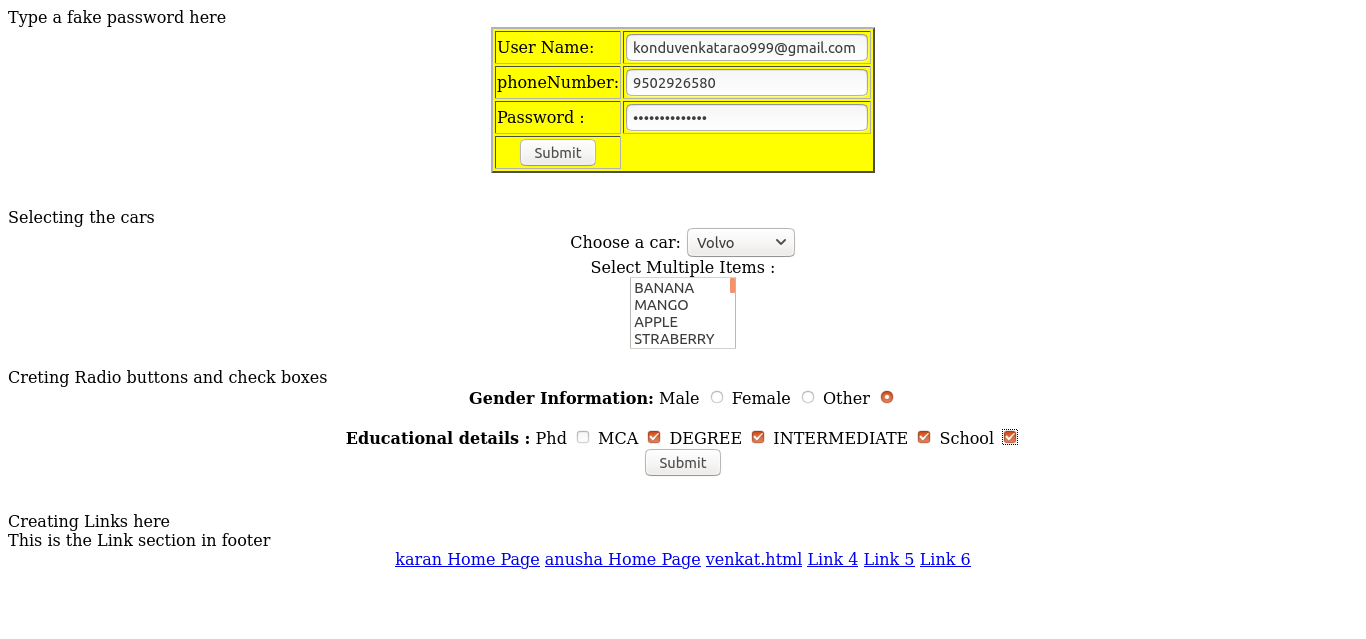 Type a fake password here
User Name: konduvenkatarao999@gmail.com
phoneNumber: 9502926580
Password : ••••••••••••••
Submit
Selecting the cars
Choose a car: Volvo
Select Multiple Items :
BANANA
MANGO
APPLE
STRABERRY
Creting Radio buttons and check boxes
Gender Information: Male Female Other
Educational details : Phd MCA DEGREE INTERMEDIATE School
Submit
Creating Links here
This is the Link section in footer
karan Home Page anusha Home Page venkat.html Link 4 Link 5 Link 6